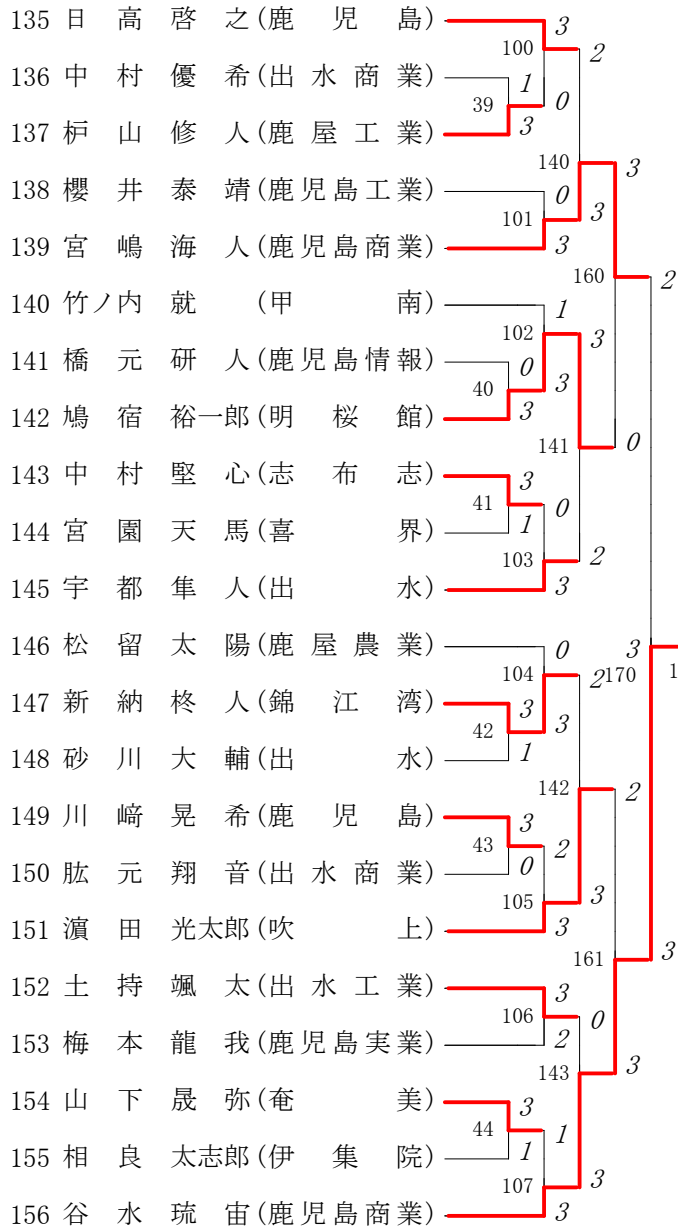 135 日高啓之(鹿児島)
3
100
2
136 中村優希(出水商業)
1
39
0
137 枦山修人(鹿屋工業)
3
140
3
138 櫻井泰靖(鹿児島工業)
0
101
3
139 宮嶋海人(鹿児島商業)
3
160
2
140 竹ノ内就(甲南)
1
102
3
141 橋元研人(鹿児島情報)
0
40
3
142 鳩宿裕一郎(明桜館)
3
141
0
143 中村堅心(志布志)
3
41
0
144 宮園天馬(喜界)
1
103
2
145 宇都隼人(出水)
3
146 松留太陽(鹿屋農業)
0
3
104
2
170
1
147 新納柊人(錦江湾)
3
42
3
148 砂川大輔(出水)
1
142
2
149 川﨑晃希(鹿児島)
3
43
2
150 肱元翔音(出水商業)
0
105
3
151 濵田光太郎(吹上)
3
161
3
152 土持颯太(出水工業)
3
106
0
153 梅本龍我(鹿児島実業)
2
143
3
154 山下晟弥(奄美)
3
44
1
155 相良太志郎(伊集院)
1
107
3
156 谷水琉宙(鹿児島商業)
3